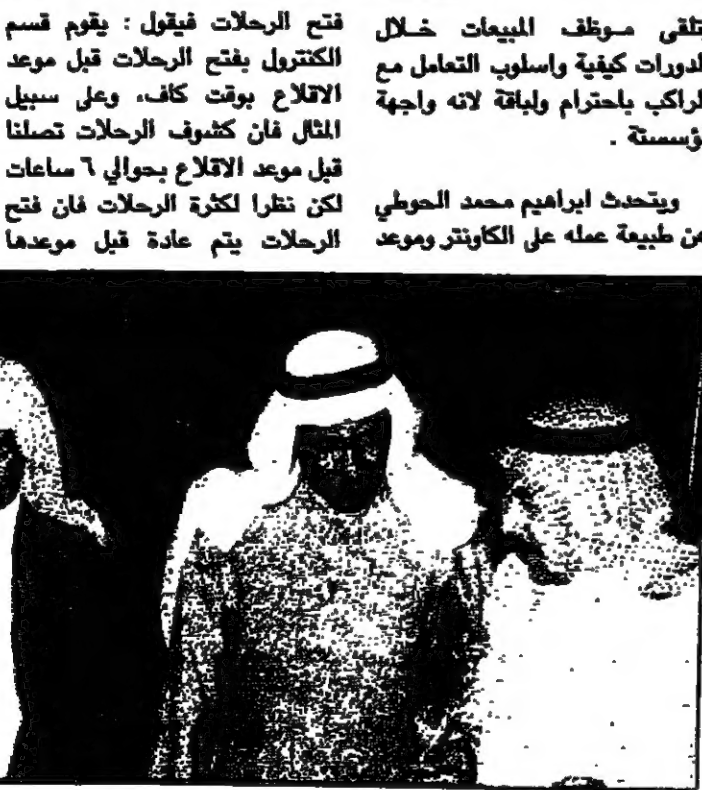 يتلقى موظف المبيعات خلال
الدورات كيفية واسلوب التعامل مع
الراكب باحترام ولباقة لانه واجهة
ؤسسة .
ويتحدث ابراهيم محمد الحوطي
عن طبيعة عمله على الكاونتر وموعد
فتح الرحلات فيقول : يقوم قسم
الكنترول بفتح الرحلات قبل موعد
الاقلاع بوقت كاف، وعلى سبيل
المثال فان كشوف الرحلات تصلنا
قبل موعد الاقلاع بحوالي ٦ ساعات
لكن نظرا لكثرة الرحلات فان فتح
الرحلات يتم عادة قبل موعدها